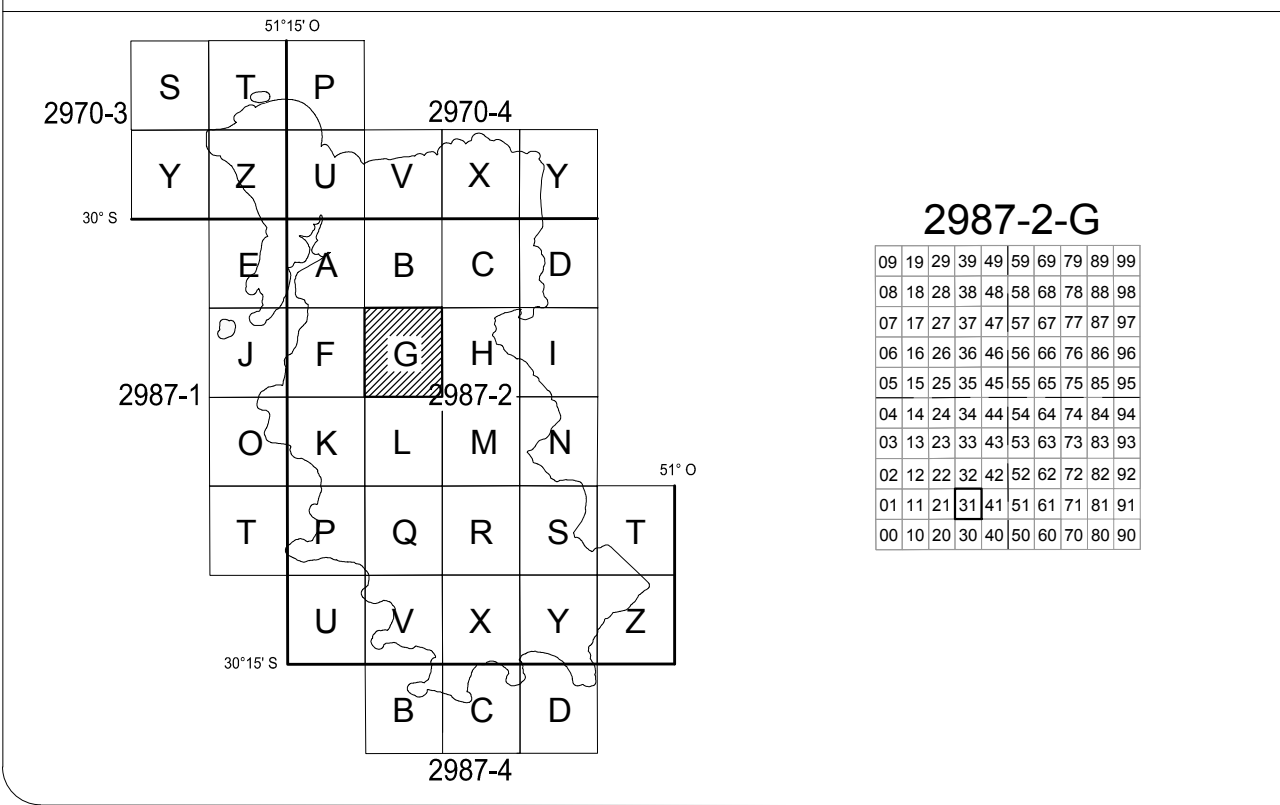 51°15' O
S T P
2970-3
2970-4
Y Z U V X Y
30° S
E A B C D
J F G H I
2987-1
2987-2
O K L M N
51° O
T P Q R S T
U V X Y Z
30°15' S
B C D
2987-4
2987-2-G
09 19 29 39 49 59 69 79 89 99
08 18 28 38 48 58 68 78 88 98
07 17 27 37 47 57 67 77 87 97
06 16 26 36 46 56 66 76 86 96
05 15 25 35 45 55 65 75 85 95
04 14 24 34 44 54 64 74 84 94
03 13 23 33 43 53 63 73 83 93
02 12 22 32 42 52 62 72 82 92
01 11 21 31 41 51 61 71 81 91
00 10 20 30 40 50 60 70 80 90